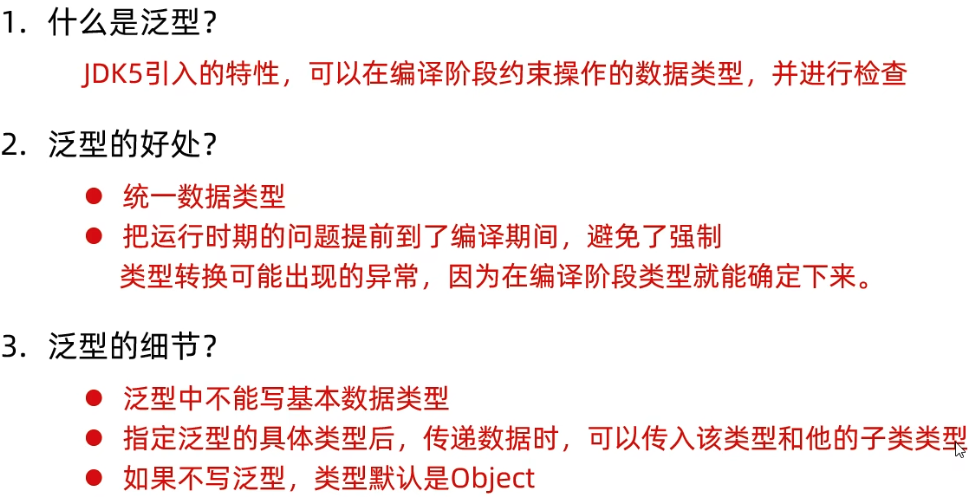 1. 什么是泛型？
JDK5引入的特性，可以在编译阶段约束操作的数据类型，并进行检查
2. 泛型的好处？
● 统一数据类型
● 把运行时期的问题提前到了编译期间，避免了强制
类型转换可能出现的异常，因为在编译阶段类型就能确定下来。
3. 泛型的细节？
● 泛型中不能写基本数据类型
● 指定泛型的具体类型后，传递数据时，可以传入该类型和他的子类类型
● 如果不写泛型，类型默认是Object